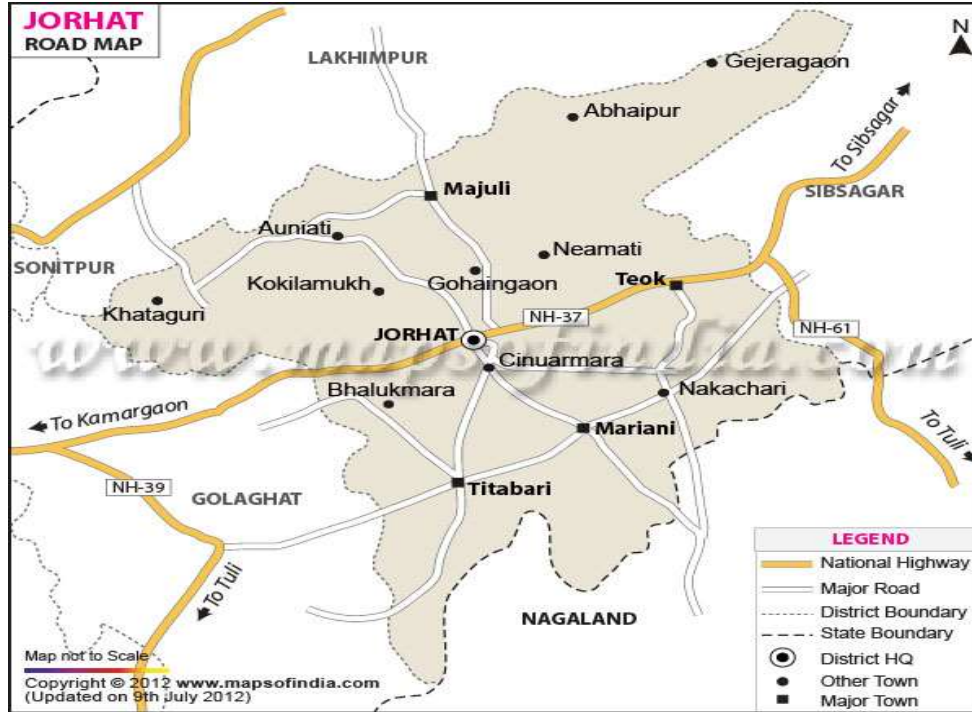 JORHAT
ROAD MAP
N
LAKHIMPUR
Gejeragaon
Abhaipur
To Sibsagar
SIBSAGAR
Majuli
Auniati
Neamati
SONITPUR
Kokilamukh
Gohaingaon
Teok
Khataguri
NH-37
JORHAT
NH-61
www.mapsofindia.com
Cinuarmara
Bhalukmara
Nakachari
To Kamargaon
Mariani
To Tuli
NH-39
GOLAGHAT
Titabari
To Tuli
NAGALAND
LEGEND
National Highway
Major Road
District Boundary
State Boundary
District HQ
Other Town
Major Town
Map not to Scale
Copyright © 2012 www.mapsofindia.com
(Updated on 9th July 2012)